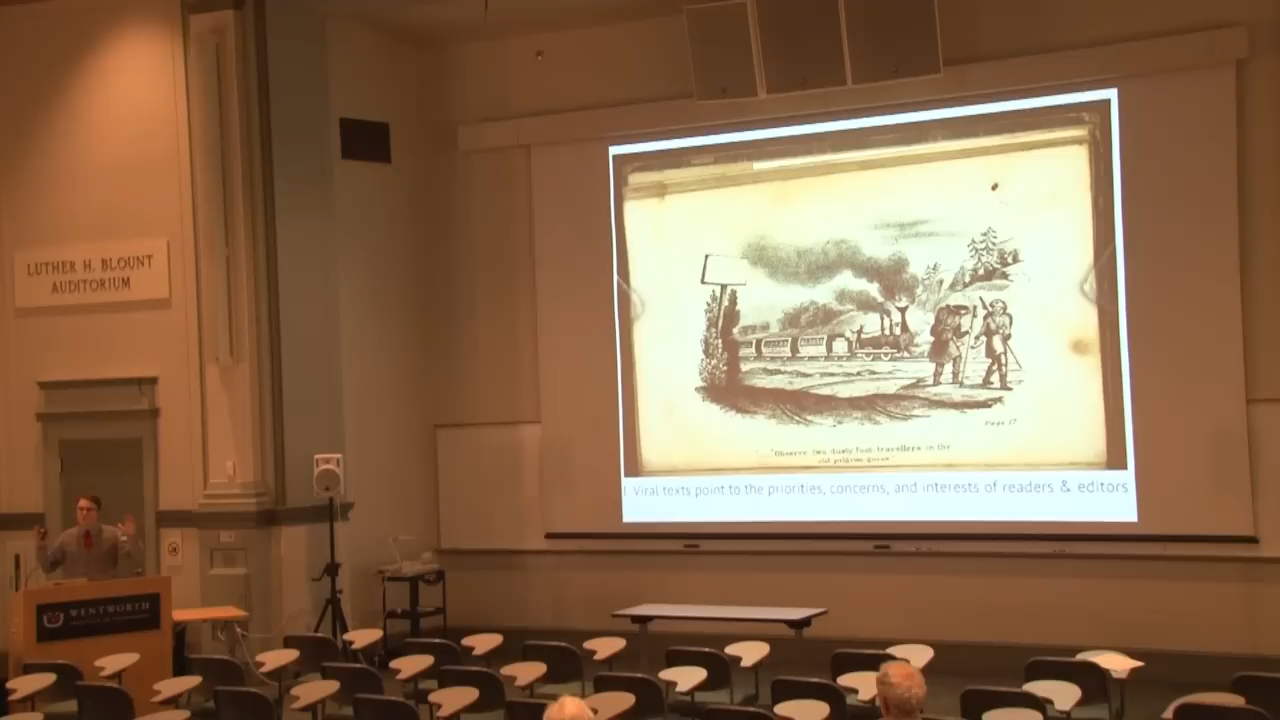 LUTHER H. BLOUNT
AUDITORIUM
Page 17
"Observe two dusty foot travellers in the
old pilgrim guise"
1. Viral texts point to the priorities, concerns, and interests of readers & editors
WENTWORTH